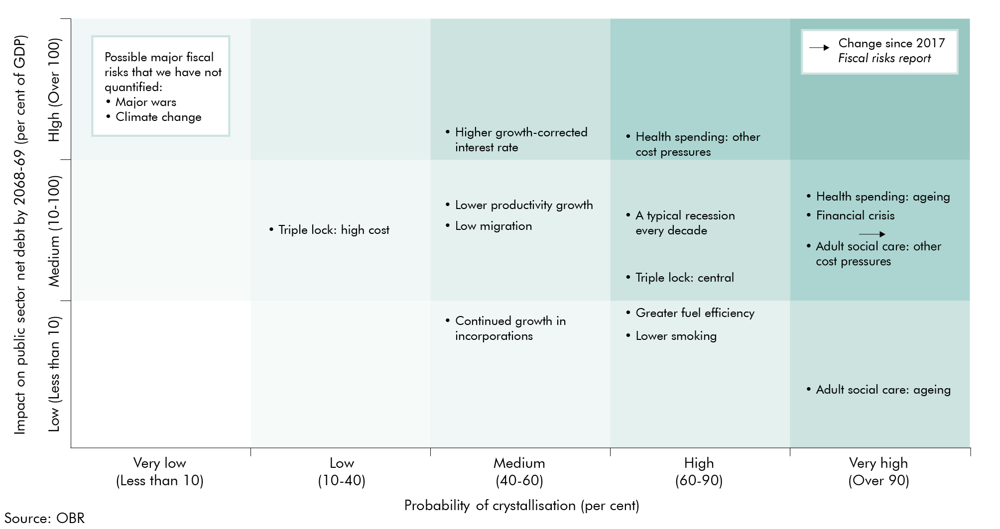 Impact on public sector net debt by 2068-69 (per cent of GDP)
HIgh (Over 100)
Medium (10-100)
Low (Less than 10)
Possible major fiscal
risks that we have not
quantified:
• Major wars
• Climate change
Change since 2017
Fiscal risks report
• Higher growth-corrected
interest rate
• Health spending: other
cost pressures
• Triple lock: high cost
• Lower productivity growth
• Low migration
• A typical recession
every decade
• Triple lock: central
• Health spending: ageing
• Financial crisis
• Adult social care: other
cost pressures
• Continued growth in
incorporations
• Greater fuel efficiency
• Lower smoking
• Adult social care: ageing
Very low
(Less than 10)
Low
(10-40)
Medium
(40-60)
High
(60-90)
Very high
(Over 90)
Probability of crystallisation (per cent)
Source: OBR